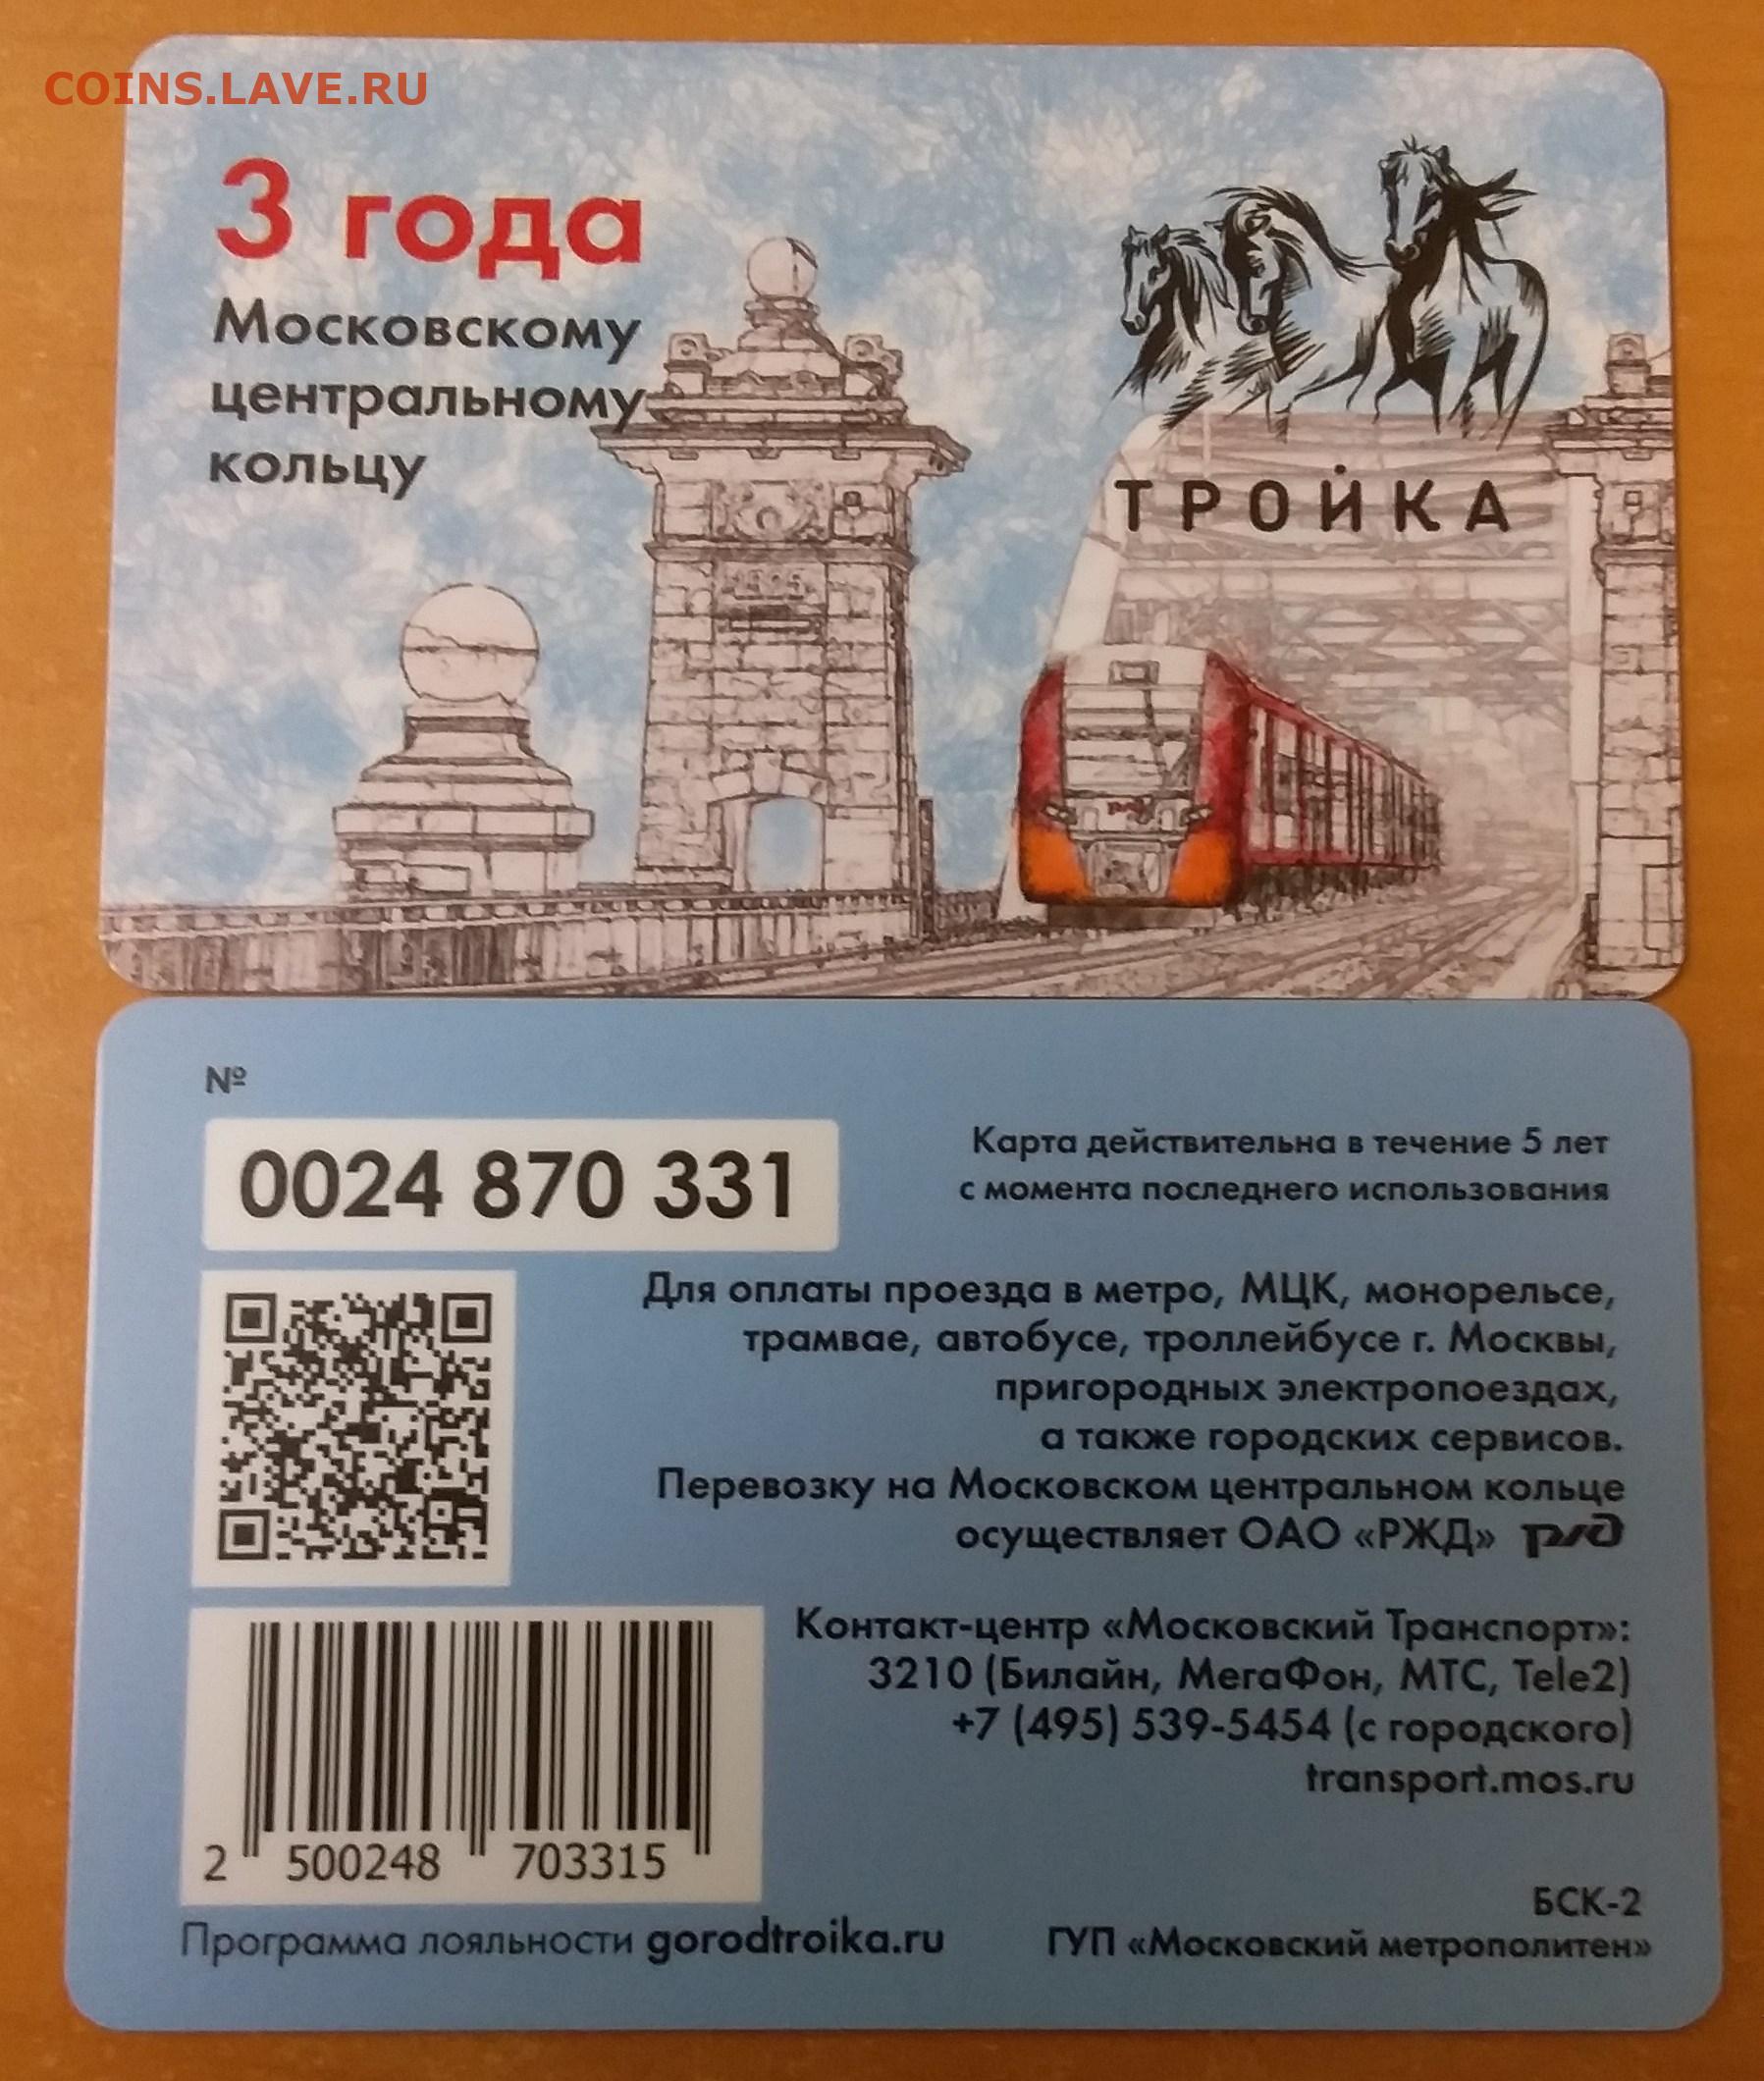 COINS.LAVE.RU
3 года
Московскому
центральному
кольцу
ТРОЙКА
№
0024 870 331
Карта действительна в течение 5 лет
с момента последнего использования
Для оплаты проезда в метро, МЦК, монорельсе,
трамвае, автобусе, троллейбусе г. Москвы,
пригородных электропоездах,
а также городских сервисов.
Перевозку на Московском центральном кольце
осуществляет ОАО «РЖД» РЖД
Контакт-центр «Московский Транспорт»:
3210 (Билайн, МегаФон, МТС, Tele2)
+7 (495) 539-5454 (с городского)
transport.mos.ru
2 500248 703315
Программа лояльности gorodtroika.ru
БСК-2
ГУП «Московский метрополитен»